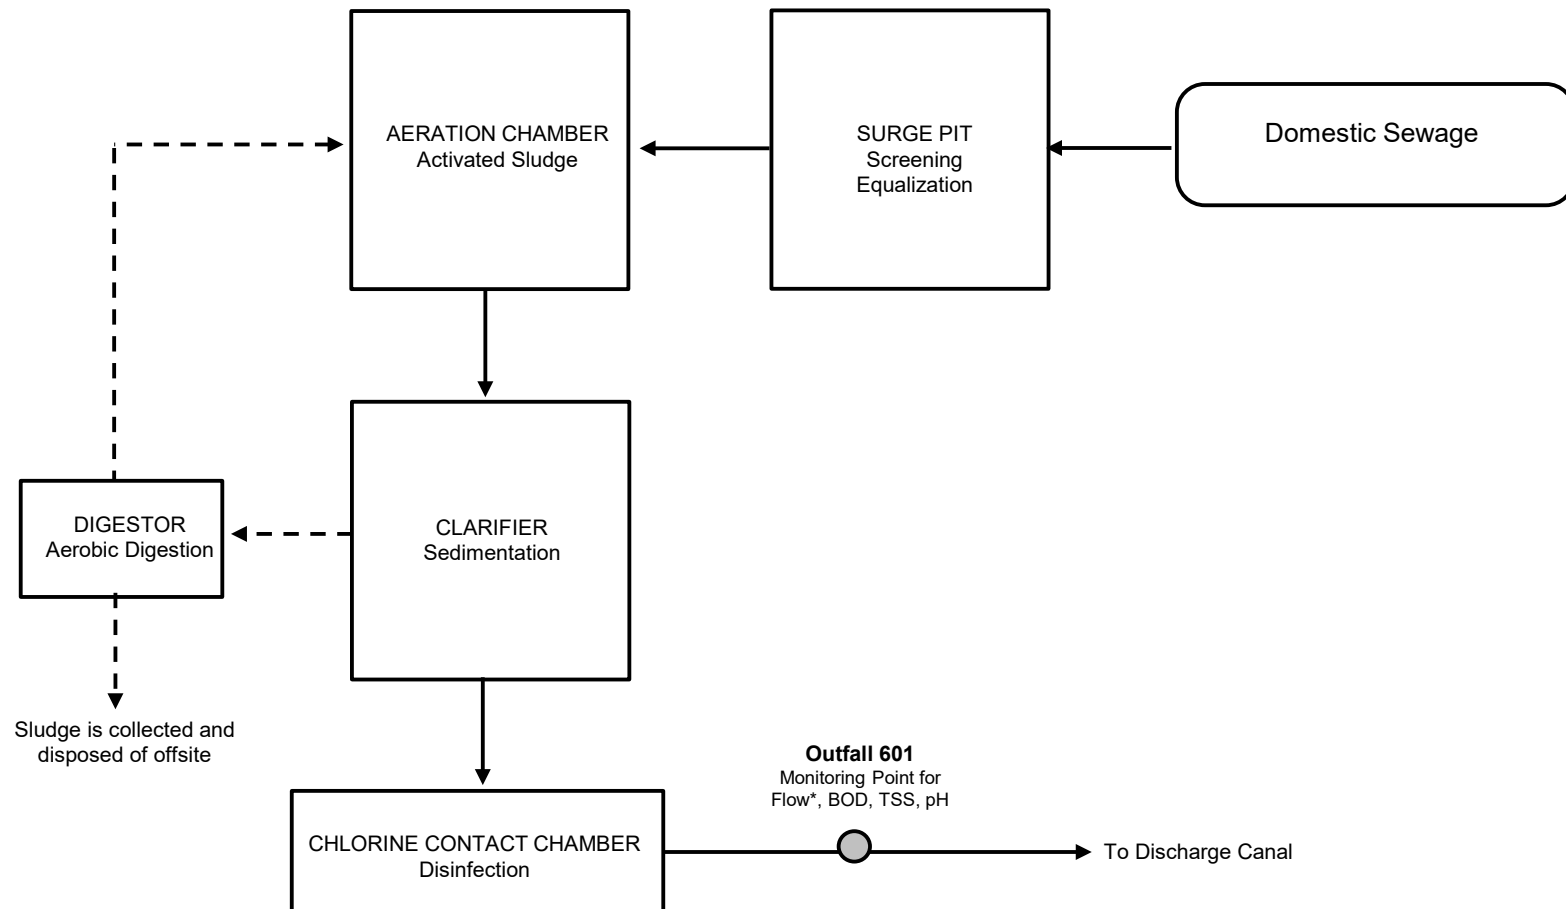 AERATION CHAMBER
Activated Sludge
SURGE PIT
Screening
Equalization
Domestic Sewage
DIGESTOR
Aerobic Digestion
CLARIFIER
Sedimentation
Sludge is collected and
disposed of offsite
Outfall 601
Monitoring Point for
Flow*, BOD, TSS, pH
CHLORINE CONTACT CHAMBER
Disinfection
To Discharge Canal